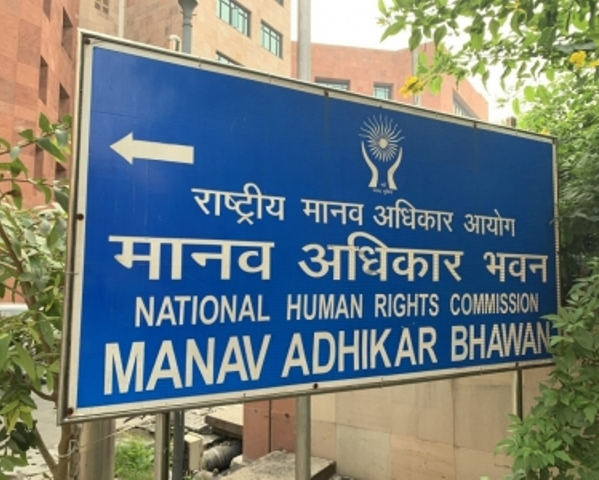 राष्ट्रीय मानव अधिकार आयोग
मानव अधिकार भवन
NATIONAL HUMAN RIGHTS COMMISSION
MANAV ADHIKAR BHAWAN